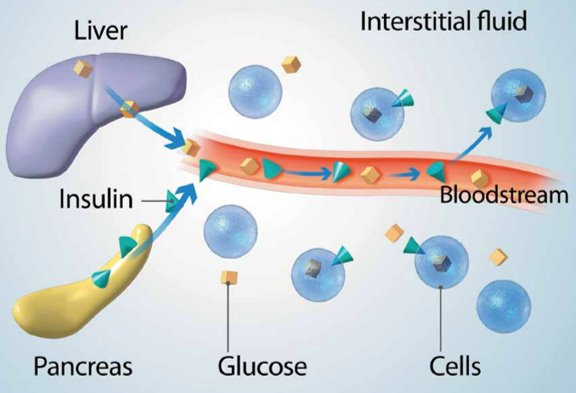 Liver
Interstitial fluid
Insulin
Bloodstream
Pancreas
Glucose
Cells